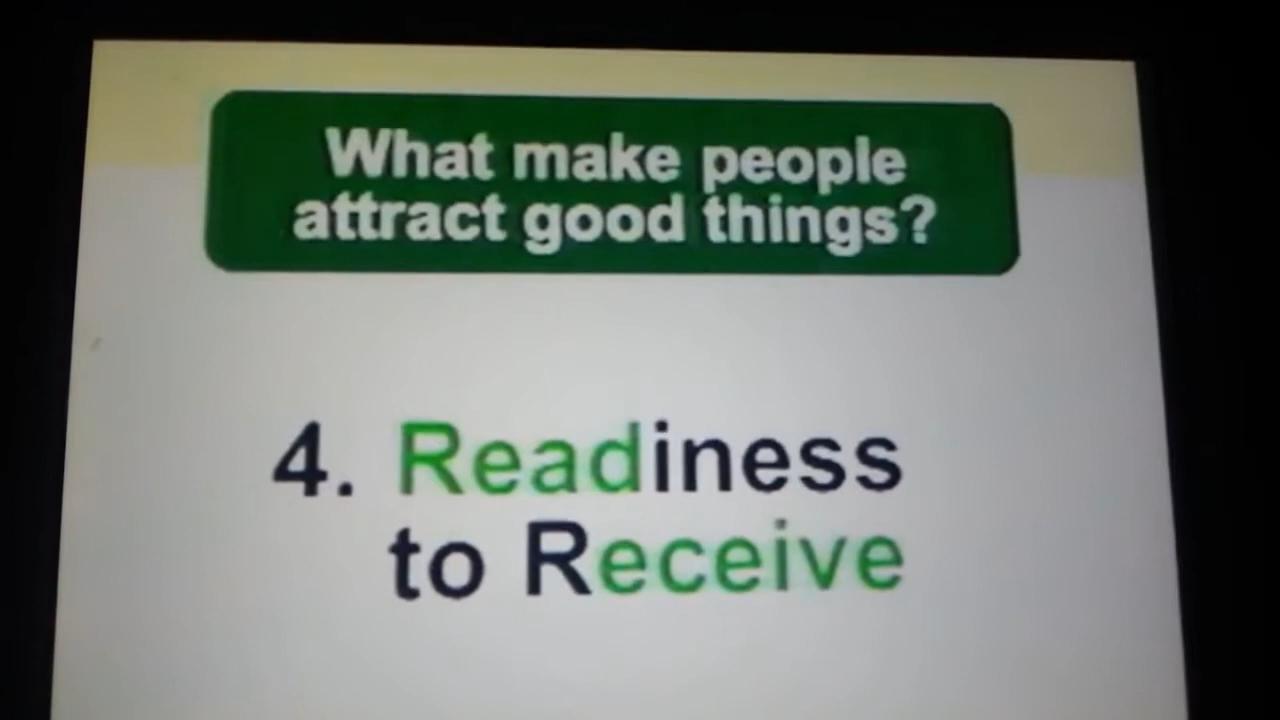 What make people
attract good things?
4. Readiness
to Receive